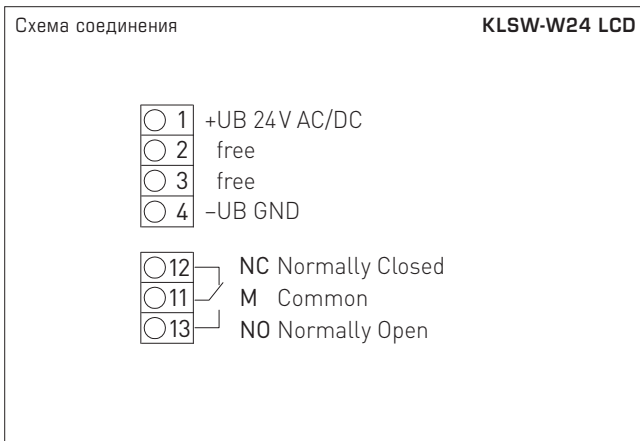 Схема соединения KLSW-W24 LCD
1 +UB 24V AC/DC
2 free
3 free
4 –UB GND
12 NC Normally Closed
11 M Common
13 NO Normally Open